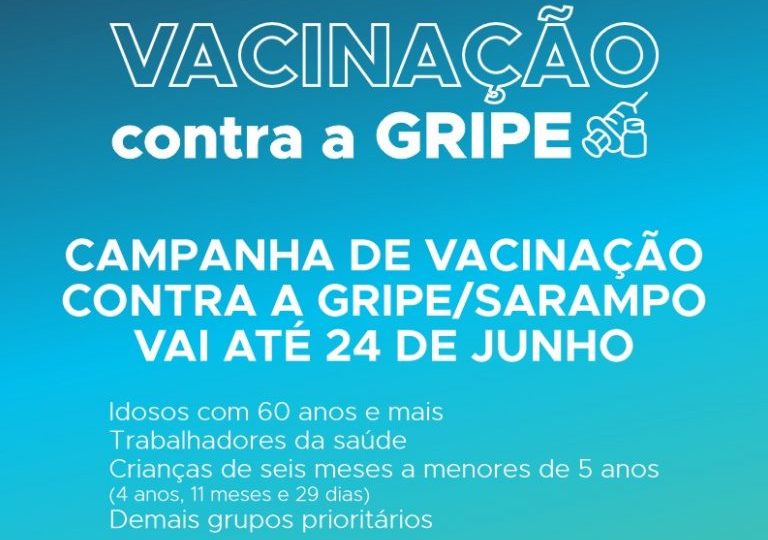 VACINAÇÃO
contra a GRIPE
CAMPANHA DE VACINAÇÃO
CONTRA A GRIPE/SARAMPO
VAI ATÉ 24 DE JUNHO
Idosos com 60 anos e mais
Trabalhadores da saúde
Crianças de seis meses a menores de 5 anos
(4 anos, 11 meses e 29 dias)
Demais grupos prioritários